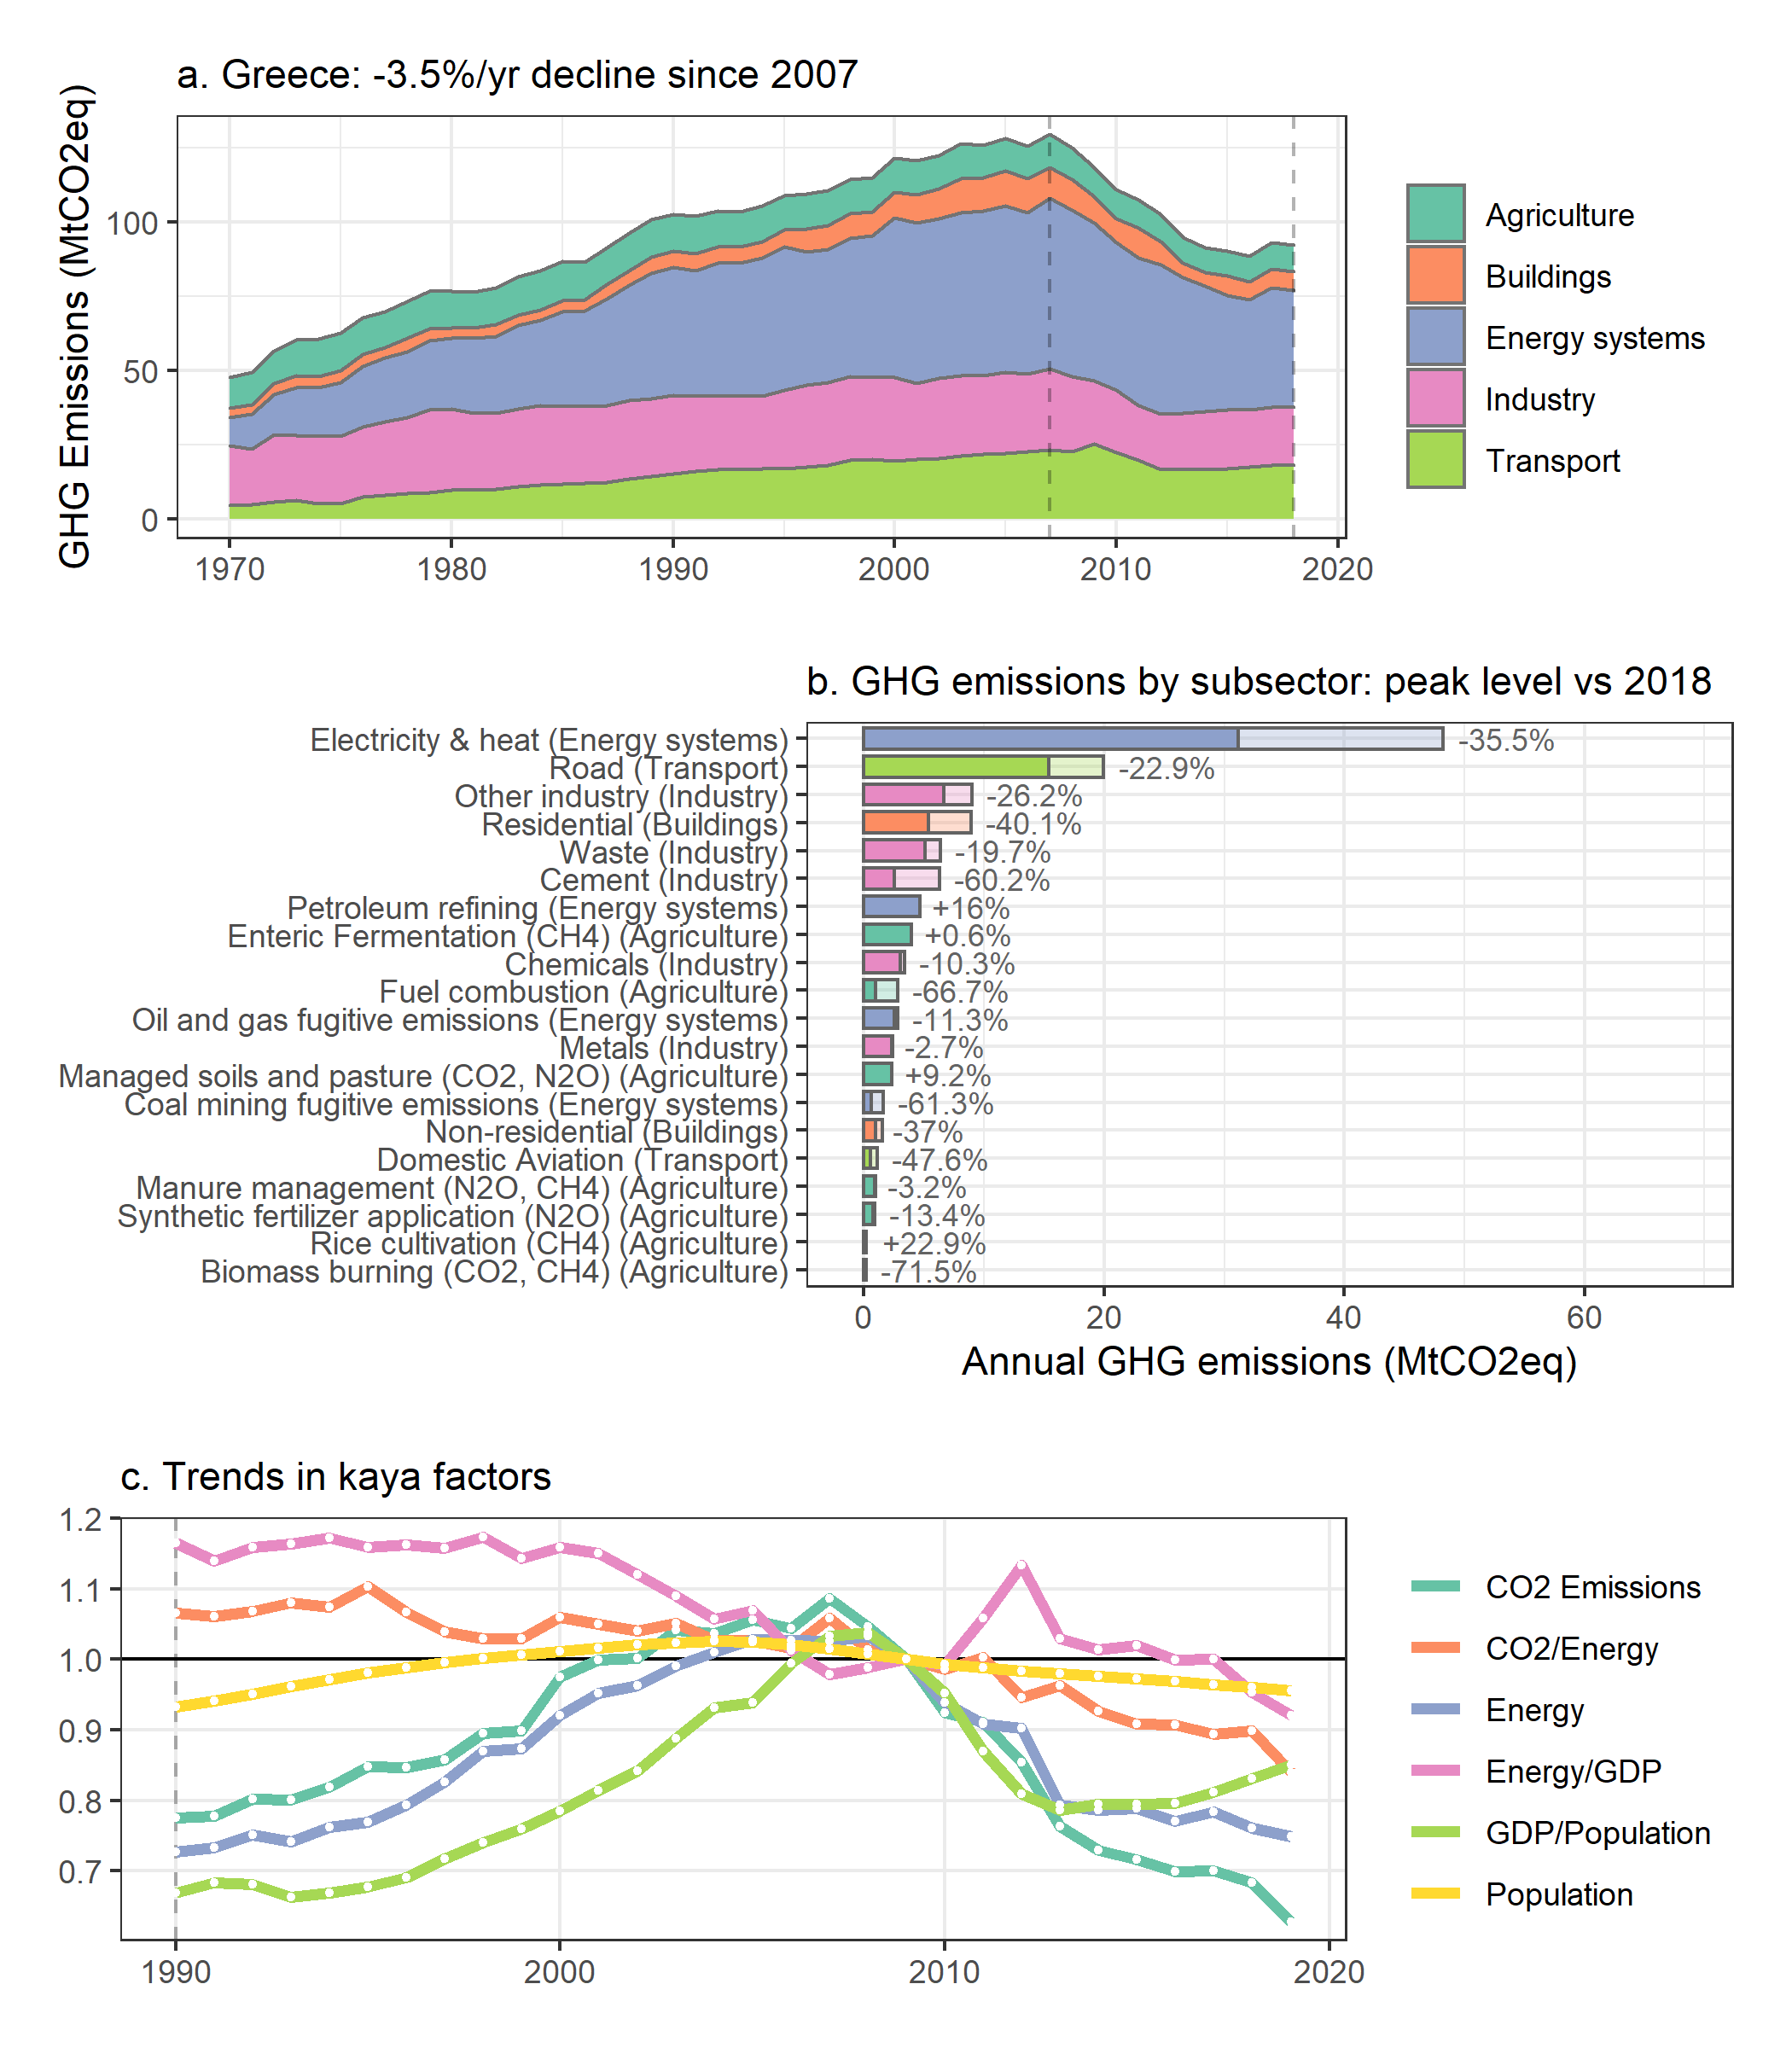 a. Greece: -3.5%/yr decline since 2007
GHG Emissions (MtCO2eq)
100
50
0
1970 1980 1990 2000 2010 2020
Agriculture
Buildings
Energy systems
Industry
Transport
b. GHG emissions by subsector: peak level vs 2018
Electricity & heat (Energy systems) -35.5%
Road (Transport) -22.9%
Other industry (Industry) -26.2%
Residential (Buildings) -40.1%
Waste (Industry) -19.7%
Cement (Industry) -60.2%
Petroleum refining (Energy systems) +16%
Enteric Fermentation (CH4) (Agriculture) +0.6%
Chemicals (Industry) -10.3%
Fuel combustion (Agriculture) -66.7%
Oil and gas fugitive emissions (Energy systems) -11.3%
Metals (Industry) -2.7%
Managed soils and pasture (CO2, N2O) (Agriculture) +9.2%
Coal mining fugitive emissions (Energy systems) -61.3%
Non-residential (Buildings) -37%
Domestic Aviation (Transport) -47.6%
Manure management (N2O, CH4) (Agriculture) -3.2%
Synthetic fertilizer application (N2O) (Agriculture) -13.4%
Rice cultivation (CH4) (Agriculture) +22.9%
Biomass burning (CO2, CH4) (Agriculture) -71.5%
0 20 40 60
Annual GHG emissions (MtCO2eq)
c. Trends in kaya factors
1.2
1.1
1.0
0.9
0.8
0.7
1990 2000 2010 2020
CO2 Emissions
CO2/Energy
Energy
Energy/GDP
GDP/Population
Population